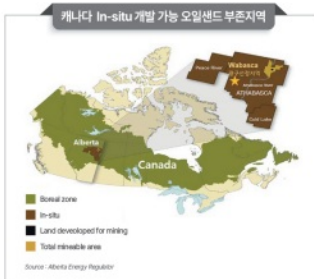 캐나다 In-situ 개발 가능 오일샌드 부존지역
Peace River
Wabasca
ATHABASCA
Cold Lake
Alberta
Canada
Boreal zone
In-situ
Land developed for mining
Total mineable area
Source : Alberta Energy Regulator